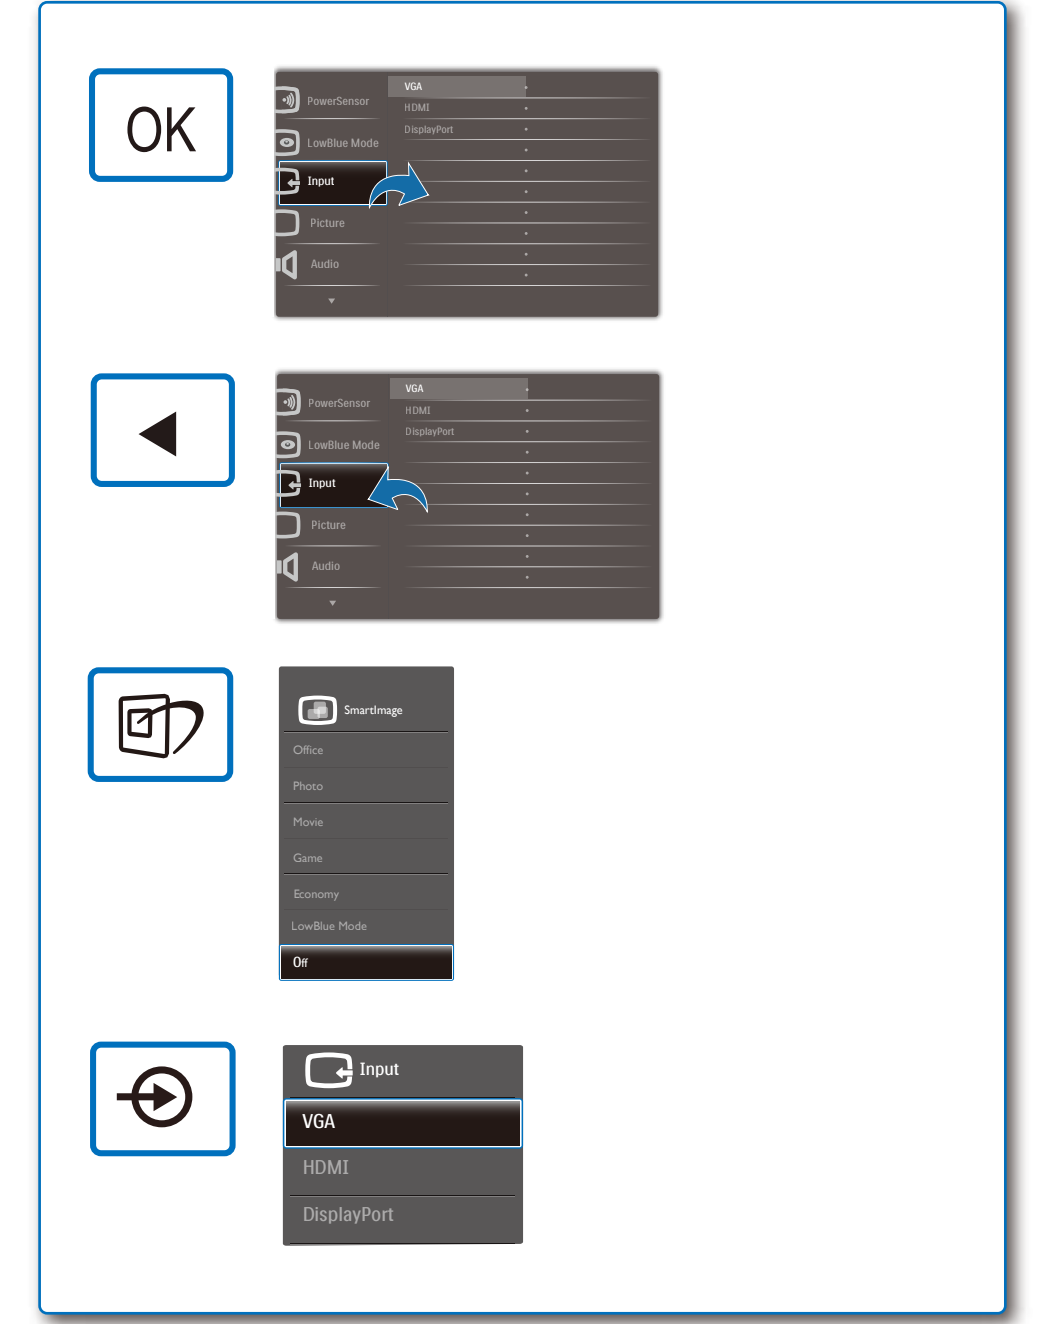 OK
PowerSensor
LowBlue Mode
Input
Picture
Audio
VGA
HDMI
DisplayPort
PowerSensor
LowBlue Mode
Input
Picture
Audio
VGA
HDMI
DisplayPort
SmartImage
Office
Photo
Movie
Game
Economy
LowBlue Mode
Off
Input
VGA
HDMI
DisplayPort